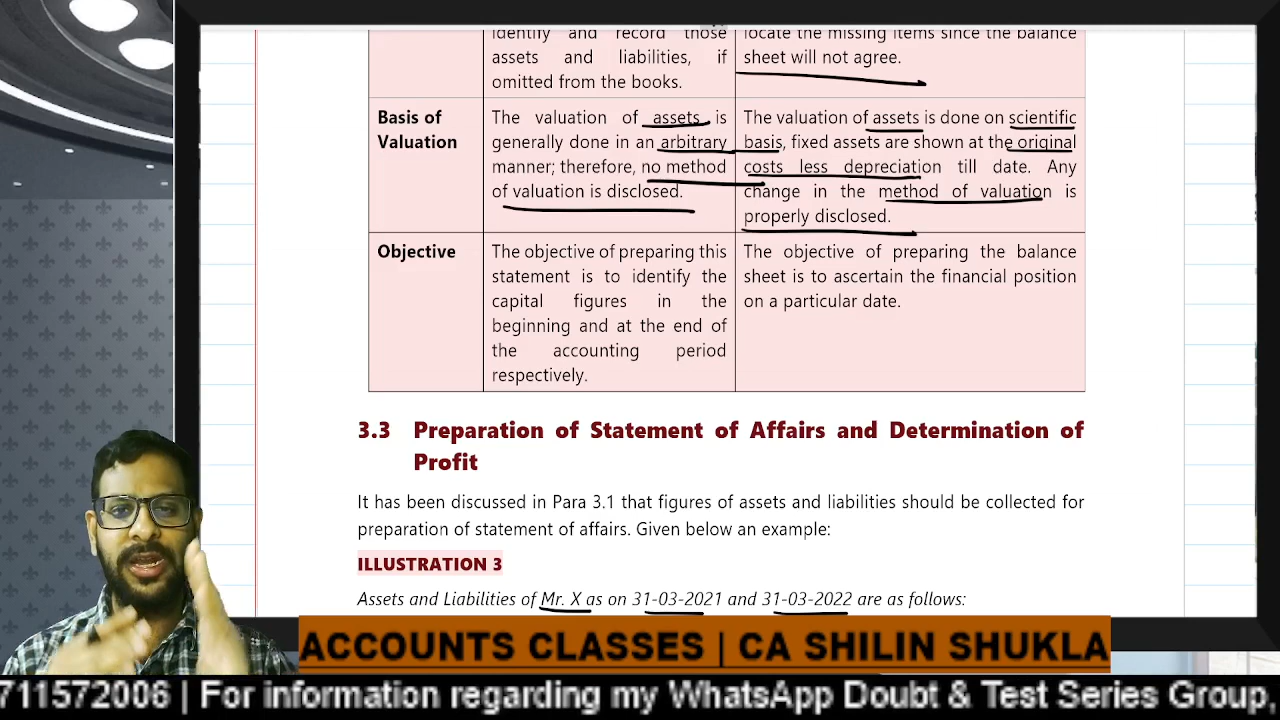 identify and record those
assets and liabilities, if
omitted from the books.
locate the missing items since the balance
sheet will not agree.
Basis of
Valuation
The valuation of assets is
generally done in an arbitrary
manner; therefore, no method
of valuation is disclosed.
The valuation of assets is done on scientific
basis, fixed assets are shown at the original
costs less depreciation till date. Any
change in the method of valuation is
properly disclosed.
Objective
The objective of preparing this
statement is to identify the
capital figures in the
beginning and at the end of
the accounting period
respectively.
The objective of preparing the balance
sheet is to ascertain the financial position
on a particular date.
3.3 Preparation of Statement of Affairs and Determination of
Profit
It has been discussed in Para 3.1 that figures of assets and liabilities should be collected for
preparation of statement of affairs. Given below an example:
ILLUSTRATION 3
Assets and Liabilities of Mr. X as on 31-03-2021 and 31-03-2022 are as follows:
ACCOUNTS CLASSES | CA SHILIN SHUKLA
711572006 | For information regarding my WhatsApp Doubt & Test Series Group,